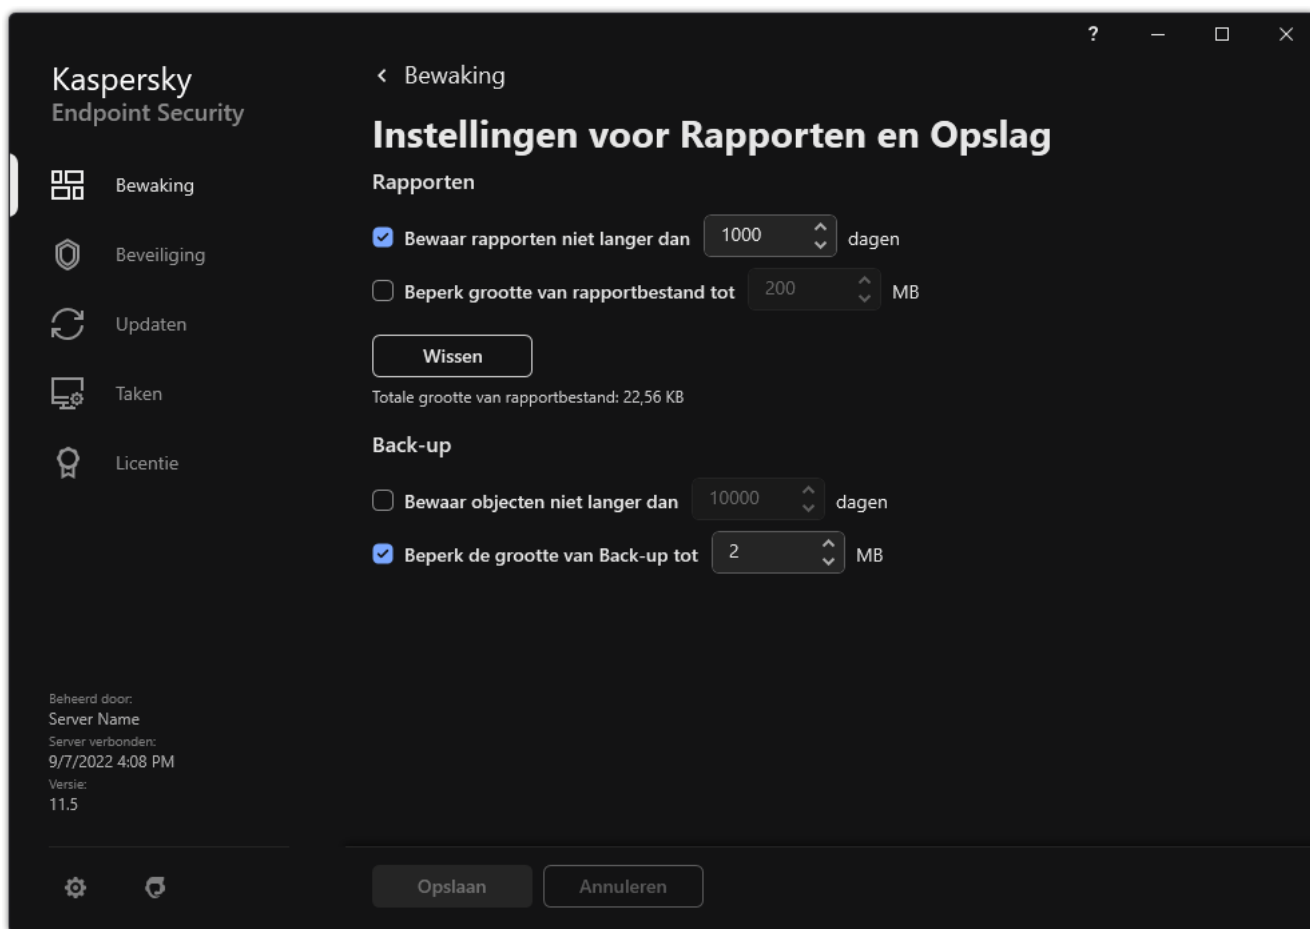 ?
Kaspersky
Endpoint Security
Bewaking
Beveiliging
Updaten
Taken
Licentie
Beheerd door:
Server Name
Server verbonden:
9/7/2022 4:08 PM
Versie:
11.5
Bewaking
Instellingen voor Rapporten en Opslag
Rapporten
Bewaar rapporten niet langer dan 1000 dagen
Beperk grootte van rapportbestand tot 200 MB
Wissen
Totale grootte van rapportbestand: 22,56 KB
Back-up
Bewaar objecten niet langer dan 10000 dagen
Beperk de grootte van Back-up tot 2 MB
Opslaan Annuleren